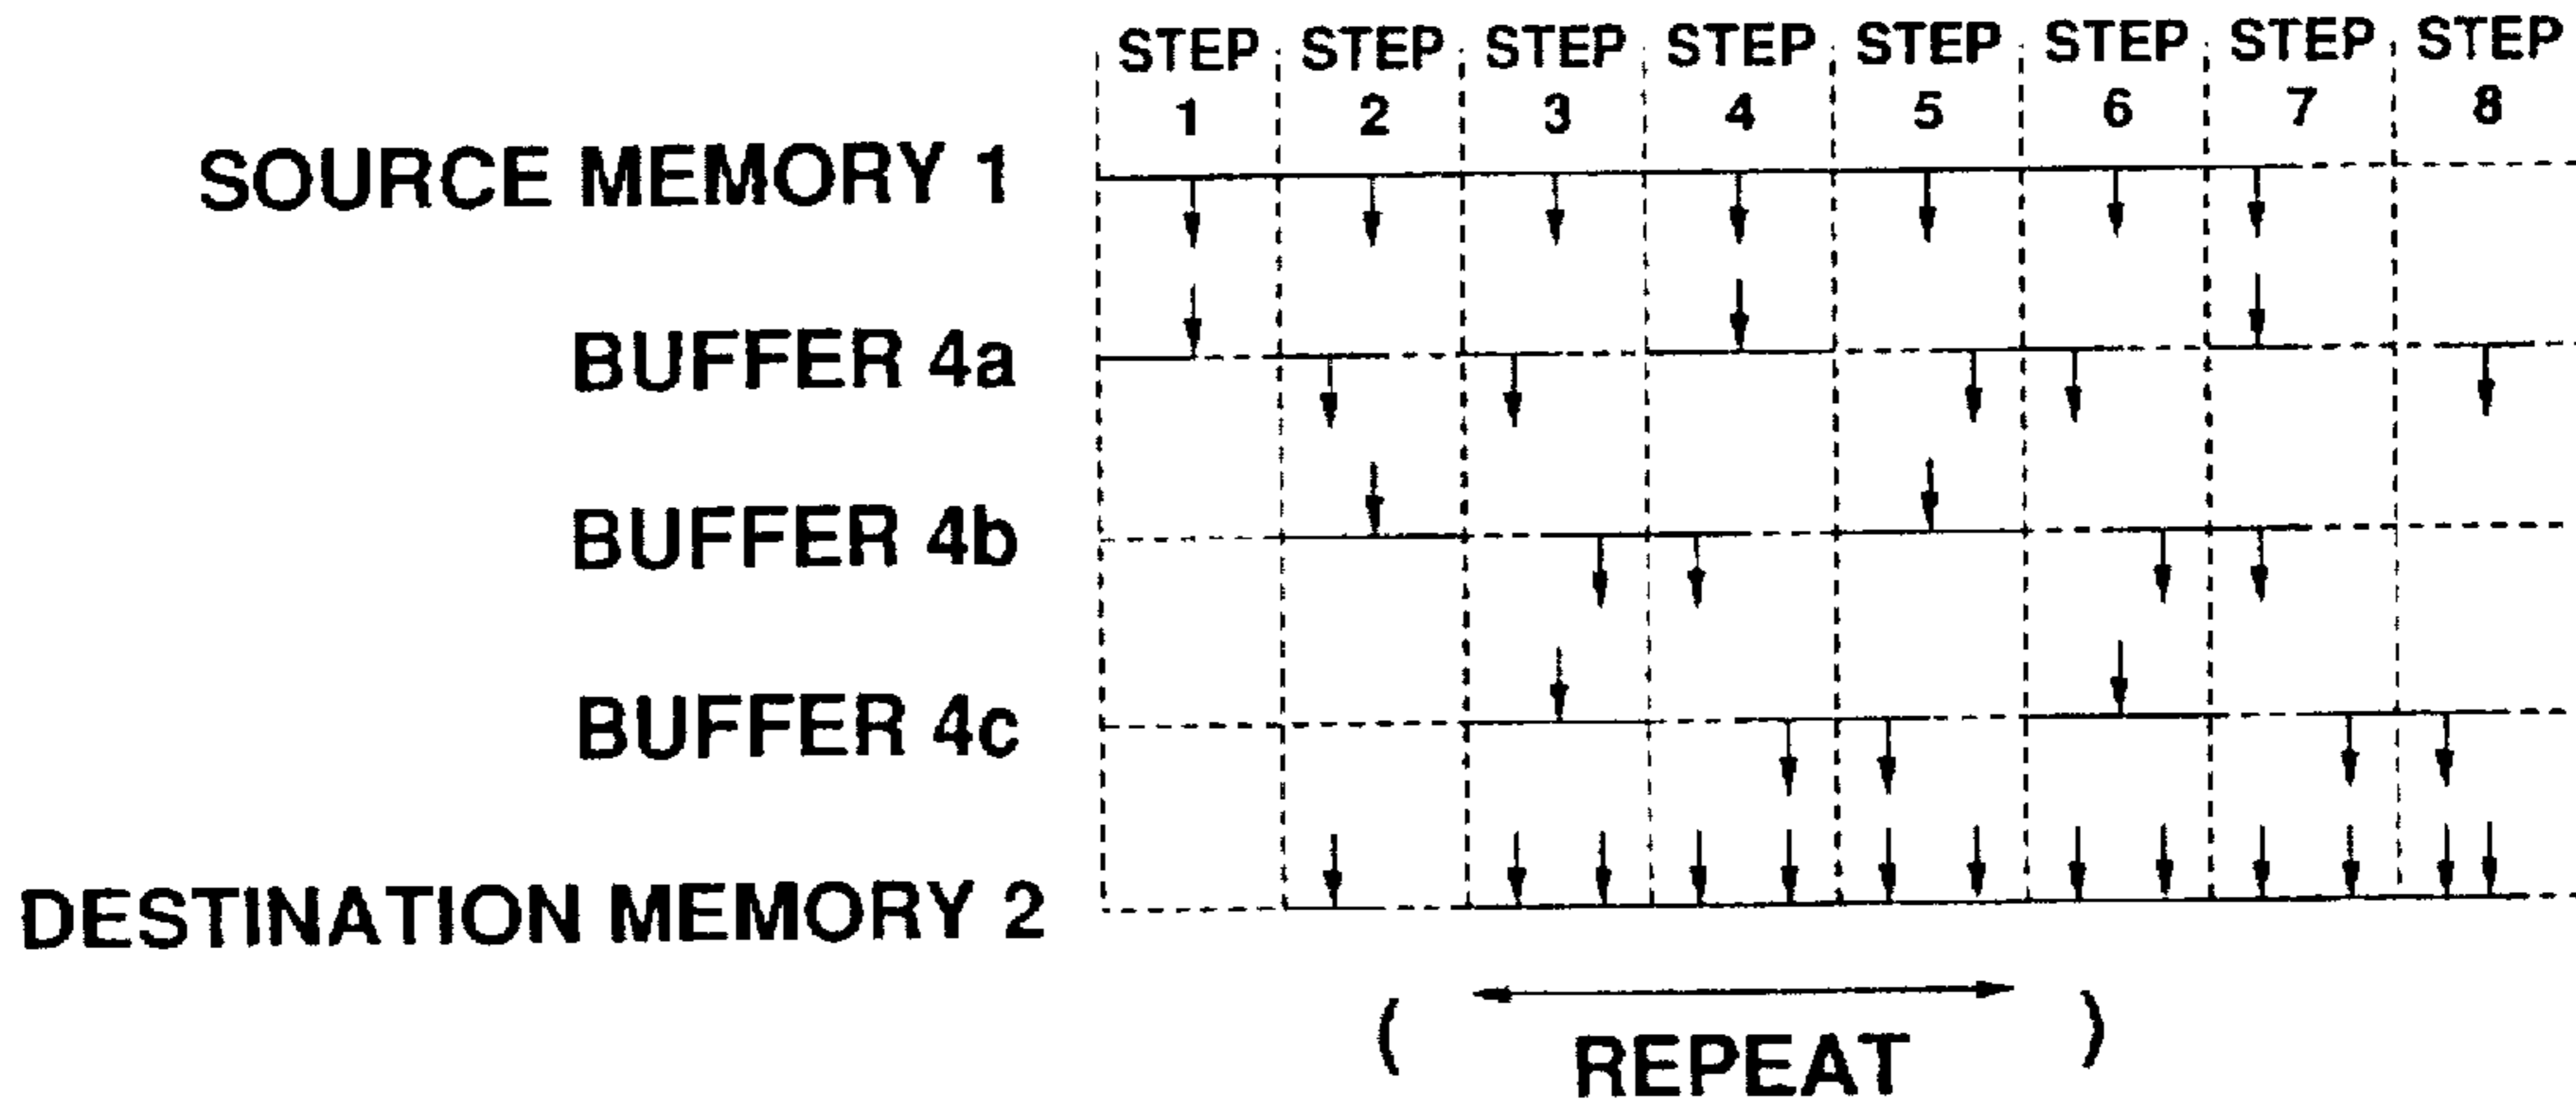 STEP STEP STEP STEP STEP STEP STEP STEP
1 2 3 4 5 6 7 8
SOURCE MEMORY 1
BUFFER 4a
BUFFER 4b
BUFFER 4c
DESTINATION MEMORY 2
( REPEAT )